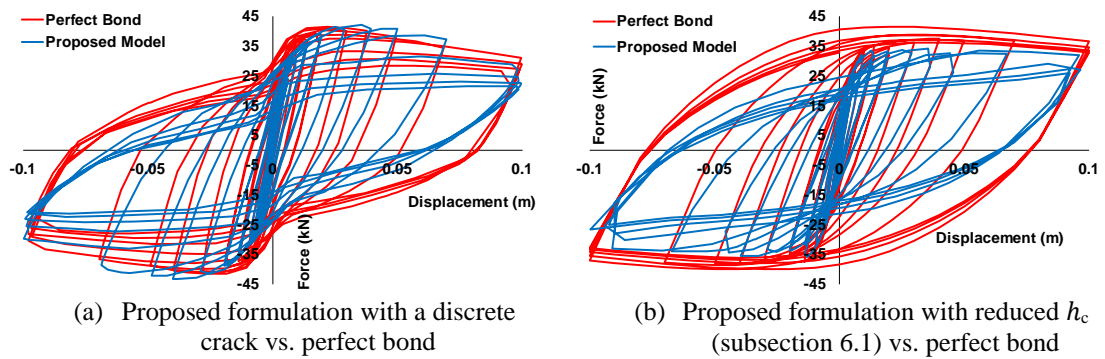 Perfect Bond
Proposed Model
45
35
25
15
5
-5
-15
-25
-35
-45
-0.1
-0.05
0
0.05
0.1
Displacement (m)
Force (kN)
(a) Proposed formulation with a discrete
crack vs. perfect bond
Perfect Bond
Proposed Model
45
35
25
15
5
-5
-15
-25
-35
-45
-0.1
-0.05
0
0.05
0.1
Force (kN)
Displacement (m)
(b) Proposed formulation with reduced hc
(subsection 6.1) vs. perfect bond